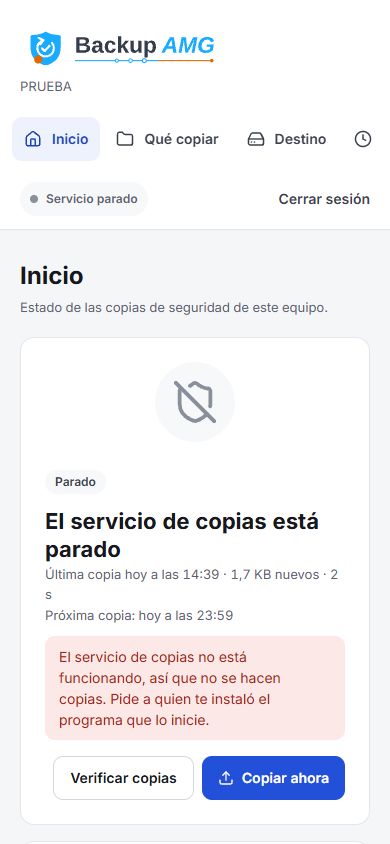 Backup AMG
PRUEBA
Inicio
Qué copiar
Destino
Servicio parado
Cerrar sesión
Inicio
Estado de las copias de seguridad de este equipo.
Parado
El servicio de copias está
parado
Última copia hoy a las 14:39 · 1,7 KB nuevos · 2
s
Próxima copia: hoy a las 23:59
El servicio de copias no está
funcionando, así que no se hacen
copias. Pide a quien te instaló el
programa que lo inicie.
Verificar copias
Copiar ahora